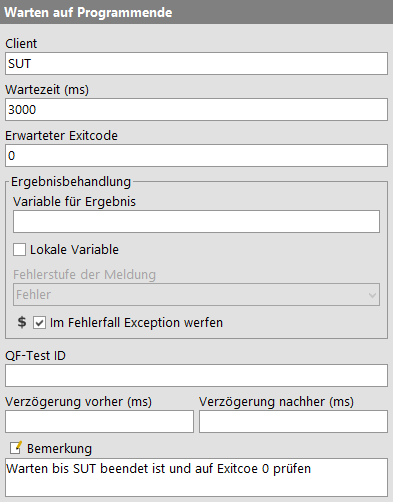 Warten auf Programmende
Client
SUT
Wartezeit (ms)
3000
Erwarteter Exitcode
0
Ergebnisbehandlung
Variable für Ergebnis
Lokale Variable
Fehlerstufe der Meldung
Fehler
$ Im Fehlerfall Exception werfen
QF-Test ID
Verzögerung vorher (ms) Verzögerung nachher (ms)
Bemerkung
Warten bis SUT beendet ist und auf Exitcoe 0 prüfen